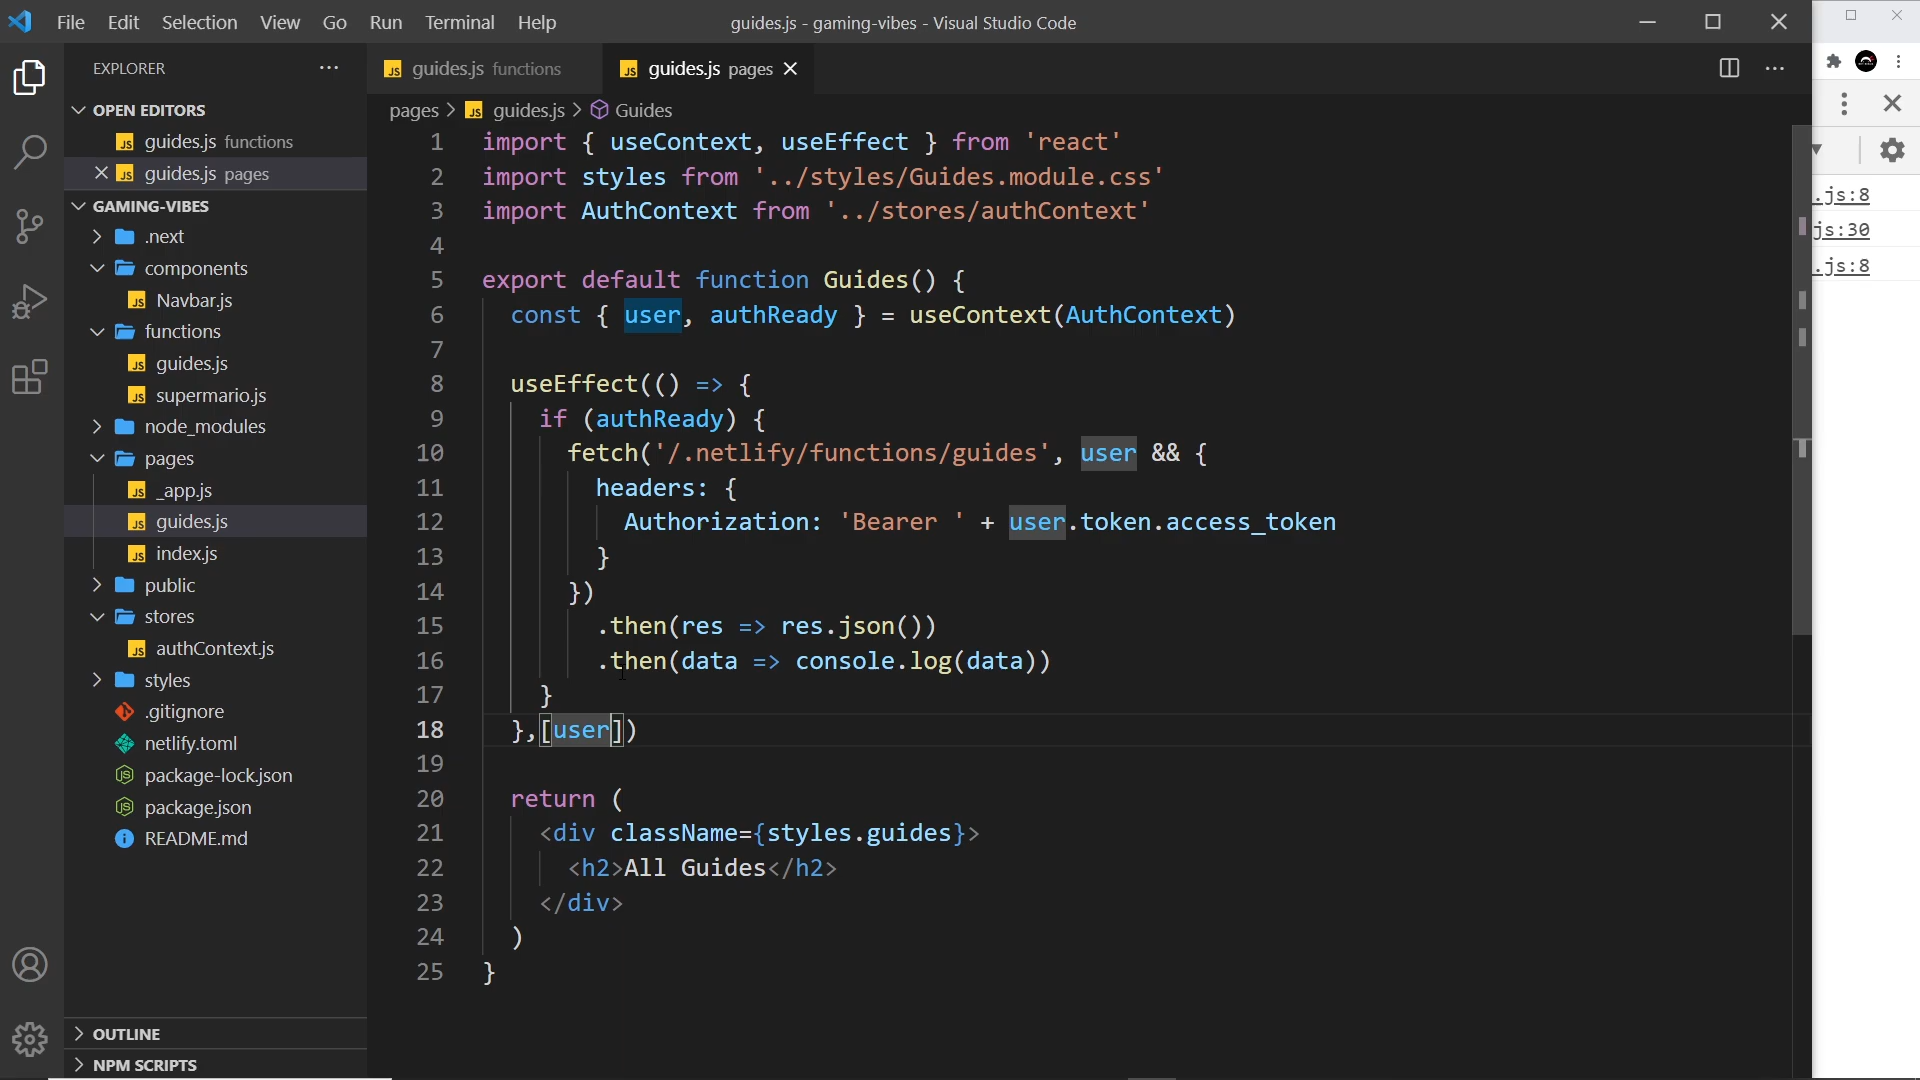 File Edit Selection View Go Run Terminal Help
guides.js - gaming-vibes - Visual Studio Code
EXPLORER
OPEN EDITORS
guides.js functions
guides.js pages
GAMING-VIBES
.next
components
Navbar.js
functions
guides.js
supermario.js
node_modules
pages
_app.js
guides.js
index.js
public
stores
authContext.js
styles
.gitignore
netlify.toml
package-lock.json
package.json
README.md
OUTLINE
NPM SCRIPTS
guides.js functions
guides.js pages
pages > guides.js > Guides
1 import { useContext, useEffect } from 'react'
2 import styles from '../styles/Guides.module.css'
3 import AuthContext from '../stores/authContext'
4
5 export default function Guides() {
6 const { user, authReady } = useContext(AuthContext)
7
8 useEffect(() => {
9 if (authReady) {
10 fetch('/.netlify/functions/guides', user && {
11 headers: {
12 Authorization: 'Bearer ' + user.token.access_token
13 }
14 })
15 .then(res => res.json())
16 .then(data => console.log(data))
17 }
18 },[user])
19
20 return (
21 <div className={styles.guides}>
22 <h2>All Guides</h2>
23 </div>
24 )
25 }
.js:8
js:30
.js:8